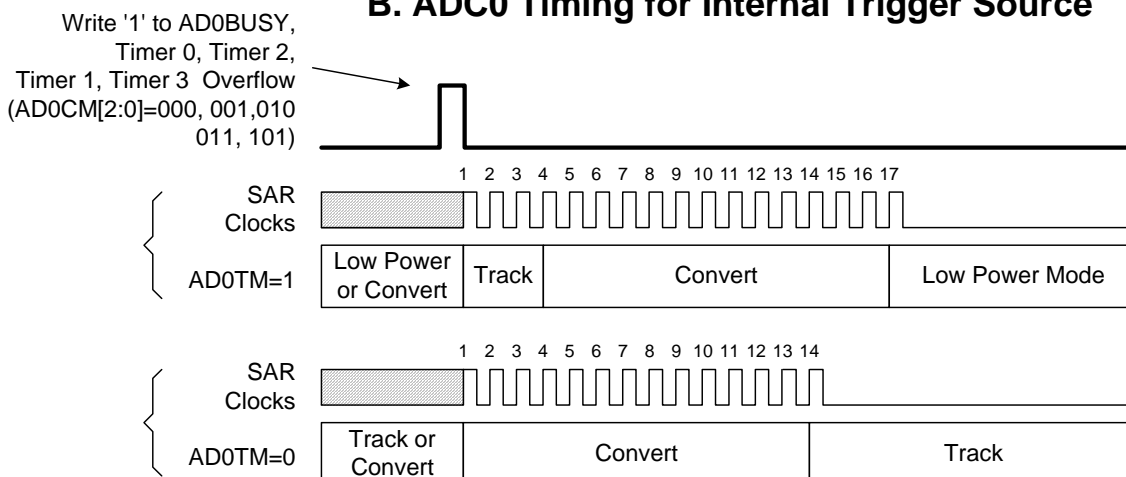 B. ADC0 Timing for Internal Trigger Source
Write '1' to AD0BUSY,
Timer 0, Timer 2,
Timer 1, Timer 3 Overflow
(AD0CM[2:0]=000, 001,010
011, 101)
1 2 3 4 5 6 7 8 9 10 11 12 13 14 15 16 17
SAR
Clocks
AD0TM=1
Low Power
or Convert
Track
Convert
Low Power Mode
1 2 3 4 5 6 7 8 9 10 11 12 13 14
SAR
Clocks
AD0TM=0
Track or
Convert
Convert
Track